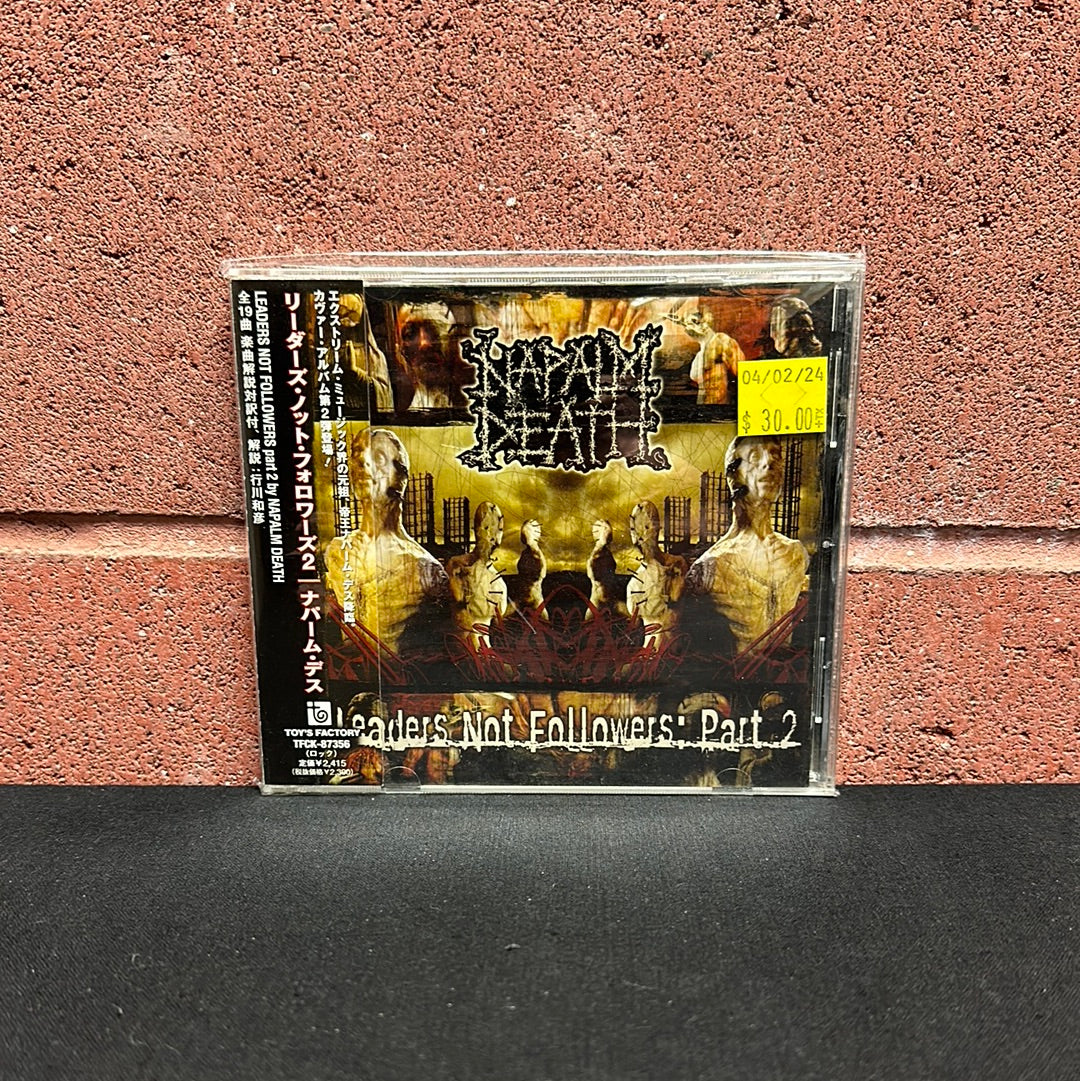 エクストリーム・ミュージック界の元祖、帝王ナパーム・デス降臨。
カヴァー・アルバム第2弾登場!
リーダーズ・ノット・フォロワーズ2 | ナパーム・デス
LEADERS NOT FOLLOWERS part 2 by NAPALM DEATH
全19曲 楽曲解説対訳付、解説:行川和彦
TOY'S FACTORY
TFCK-87356
(ロック)
定価¥2,415
(税抜価格¥2,300)
NAPALM
DEATH
04/02/24
$ 30.00
Leaders Not Followers: Part 2